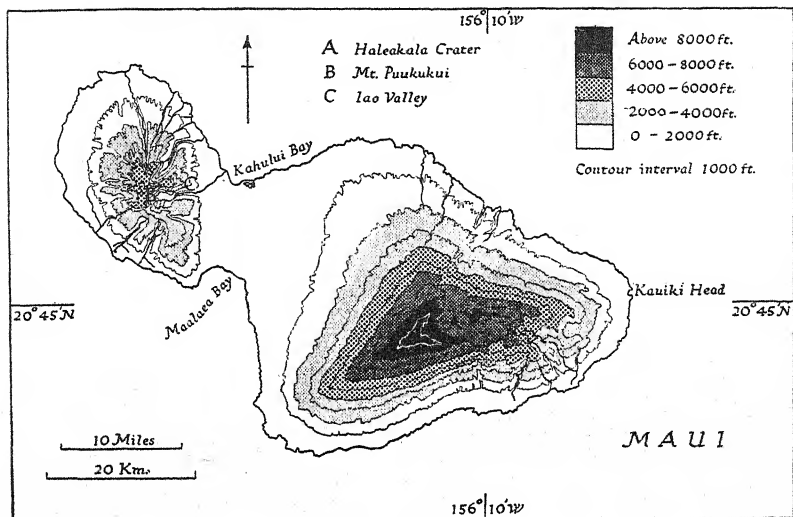 156° 10'W
A Haleakala Crater
B Mt. Puukukui
C Iao Valley
Above 8000 ft.
6000 – 8000 ft.
4000 – 6000 ft.
2000 – 4000 ft.
0 – 2000 ft.
Contour interval 1000 ft.
Kahului Bay
Kauiki Head
Maalaea Bay
20° 45' N
20° 45' N
10 Miles
20 Km.
MAUI
156° 10'W